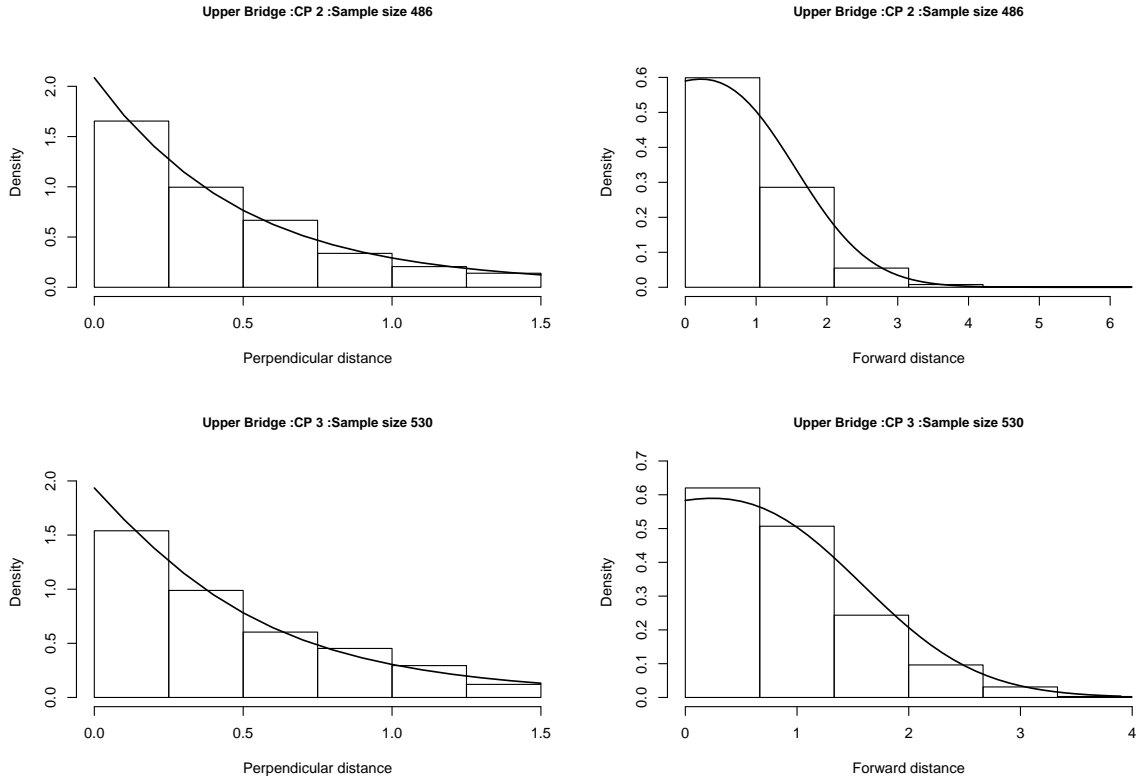 Upper Bridge :CP 2 :Sample size 486
Density
0.0 0.5 1.0 1.5 2.0
0.0 0.5 1.0 1.5
Perpendicular distance
Upper Bridge :CP 2 :Sample size 486
Density
0.0 0.1 0.2 0.3 0.4 0.5 0.6
0 1 2 3 4 5 6
Forward distance
Upper Bridge :CP 3 :Sample size 530
Density
0.0 0.5 1.0 1.5 2.0
0.0 0.5 1.0 1.5
Perpendicular distance
Upper Bridge :CP 3 :Sample size 530
Density
0.0 0.1 0.2 0.3 0.4 0.5 0.6 0.7
0 1 2 3 4
Forward distance